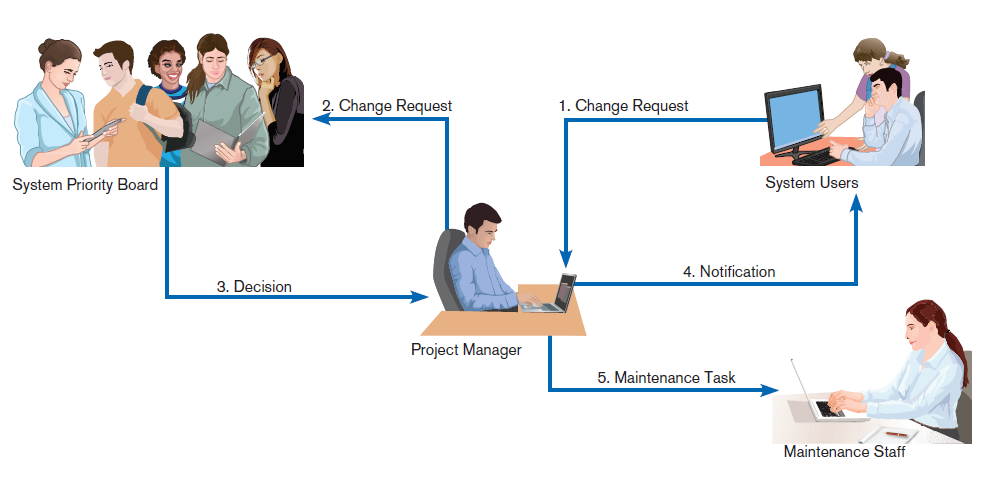 2. Change Request
1. Change Request
System Priority Board
System Users
3. Decision
4. Notification
Project Manager
5. Maintenance Task
Maintenance Staff